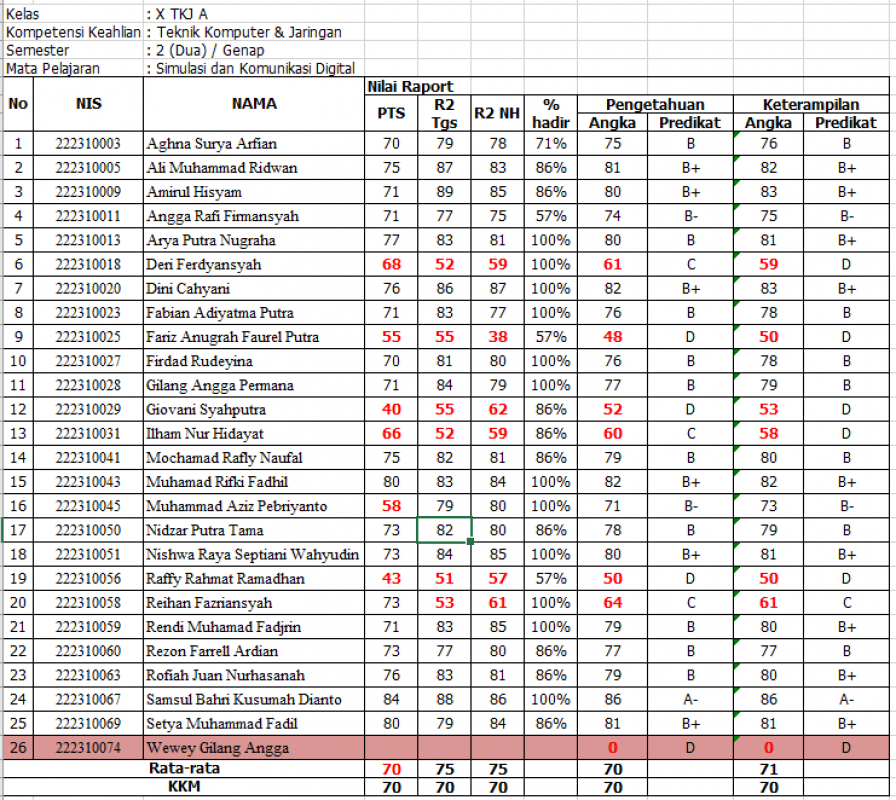 Kelas : X TKJ A
Kompetensi Keahlian : Teknik Komputer & Jaringan
Semester : 2 (Dua) / Genap
Mata Pelajaran : Simulasi dan Komunikasi Digital
Nilai Raport
No NIS NAMA PTS R2 Tgs R2 NH % hadir Pengetahuan Keterampilan
Angka Predikat Angka Predikat
1 222310003 Aghna Surya Arfian 70 79 78 71% 75 B 76 B
2 222310005 Ali Muhammad Ridwan 75 87 83 86% 81 B+ 82 B+
3 222310009 Amirul Hisyam 71 89 85 86% 80 B+ 83 B+
4 222310011 Angga Rafi Firmansyah 71 77 75 57% 74 B- 75 B-
5 222310013 Arya Putra Nugraha 77 83 81 100% 80 B 81 B+
6 222310018 Deri Ferdyansyah 68 52 59 100% 61 C 59 D
7 222310020 Dini Cahyani 76 86 87 100% 82 B+ 83 B+
8 222310023 Fabian Adiyatma Putra 71 83 77 100% 76 B 78 B
9 222310025 Fariz Anugrah Faurel Putra 55 55 38 57% 48 D 50 D
10 222310027 Firdad Rudeyina 70 81 80 100% 76 B 78 B
11 222310028 Gilang Angga Permana 71 84 79 100% 77 B 79 B
12 222310029 Giovani Syahputra 40 55 62 86% 52 D 53 D
13 222310031 Ilham Nur Hidayat 66 52 59 86% 60 C 58 D
14 222310041 Mochamad Rafly Naufal 75 82 81 86% 79 B 80 B
15 222310043 Muhamad Rifki Fadhil 80 83 84 100% 82 B+ 82 B+
16 222310045 Muhammad Aziz Pebriyanto 58 79 80 100% 71 B- 73 B-
17 222310050 Nidzar Putra Tama 73 82 80 86% 78 B 79 B
18 222310051 Nishwa Raya Septiani Wahyudin 73 84 85 100% 80 B+ 81 B+
19 222310056 Raffy Rahmat Ramadhan 43 51 57 57% 50 D 50 D
20 222310058 Reihan Fazriansyah 73 53 61 100% 64 C 61 C
21 222310059 Rendi Muhamad Fadjrin 71 83 85 100% 79 B 80 B+
22 222310060 Rezon Farrell Ardian 73 77 80 86% 77 B 77 B
23 222310063 Rofiah Juan Nurhasanah 76 83 81 86% 79 B 80 B+
24 222310067 Samsul Bahri Kusumah Dianto 84 88 86 100% 86 A- 86 A-
25 222310069 Setya Muhammad Fadil 80 79 84 86% 81 B+ 81 B+
26 222310074 Wewey Gilang Angga 0 D 0 D
Rata-rata 70 75 75 70 71
KKM 70 70 70 70 70